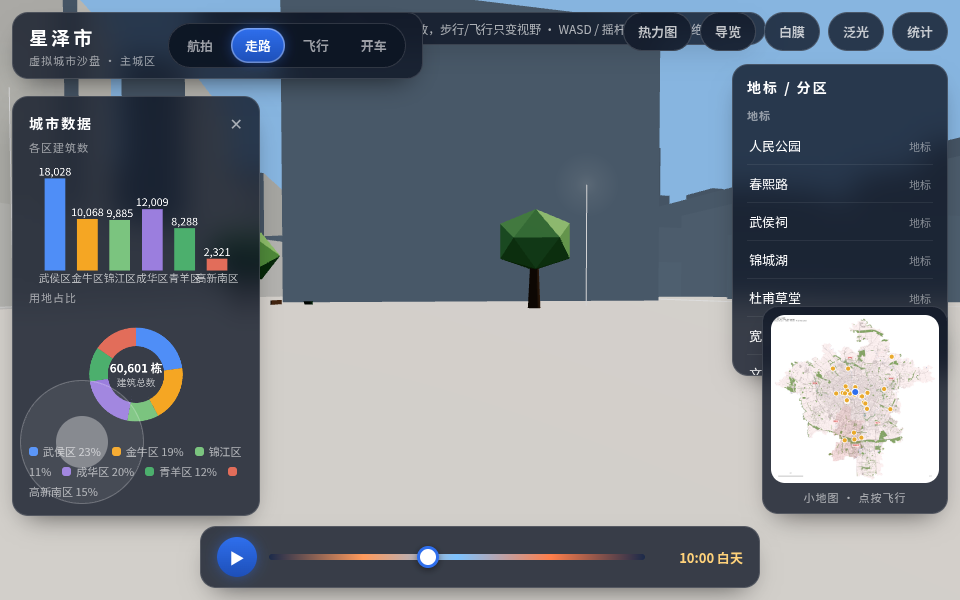 星泽市
虚拟城市沙盘 · 主城区
航拍
走路
飞行
开车
步行/飞行只变视野 · WASD / 摇杆
热力图
导览
白膜
泛光
统计
城市数据
×
各区建筑数
18,028
10,068
9,885
12,009
8,288
2,321
武侯区
金牛区
锦江区
成华区
青羊区
高新南区
用地占比
60,601 栋
建筑总数
武侯区 23% 金牛区 19% 锦江区
11% 成华区 20% 青羊区 12%
高新南区 15%
地标 / 分区
地标
人民公园 地标
春熙路 地标
武侯祠 地标
锦城湖 地标
杜甫草堂 地标
宽
小地图 · 点按飞行
10:00 白天